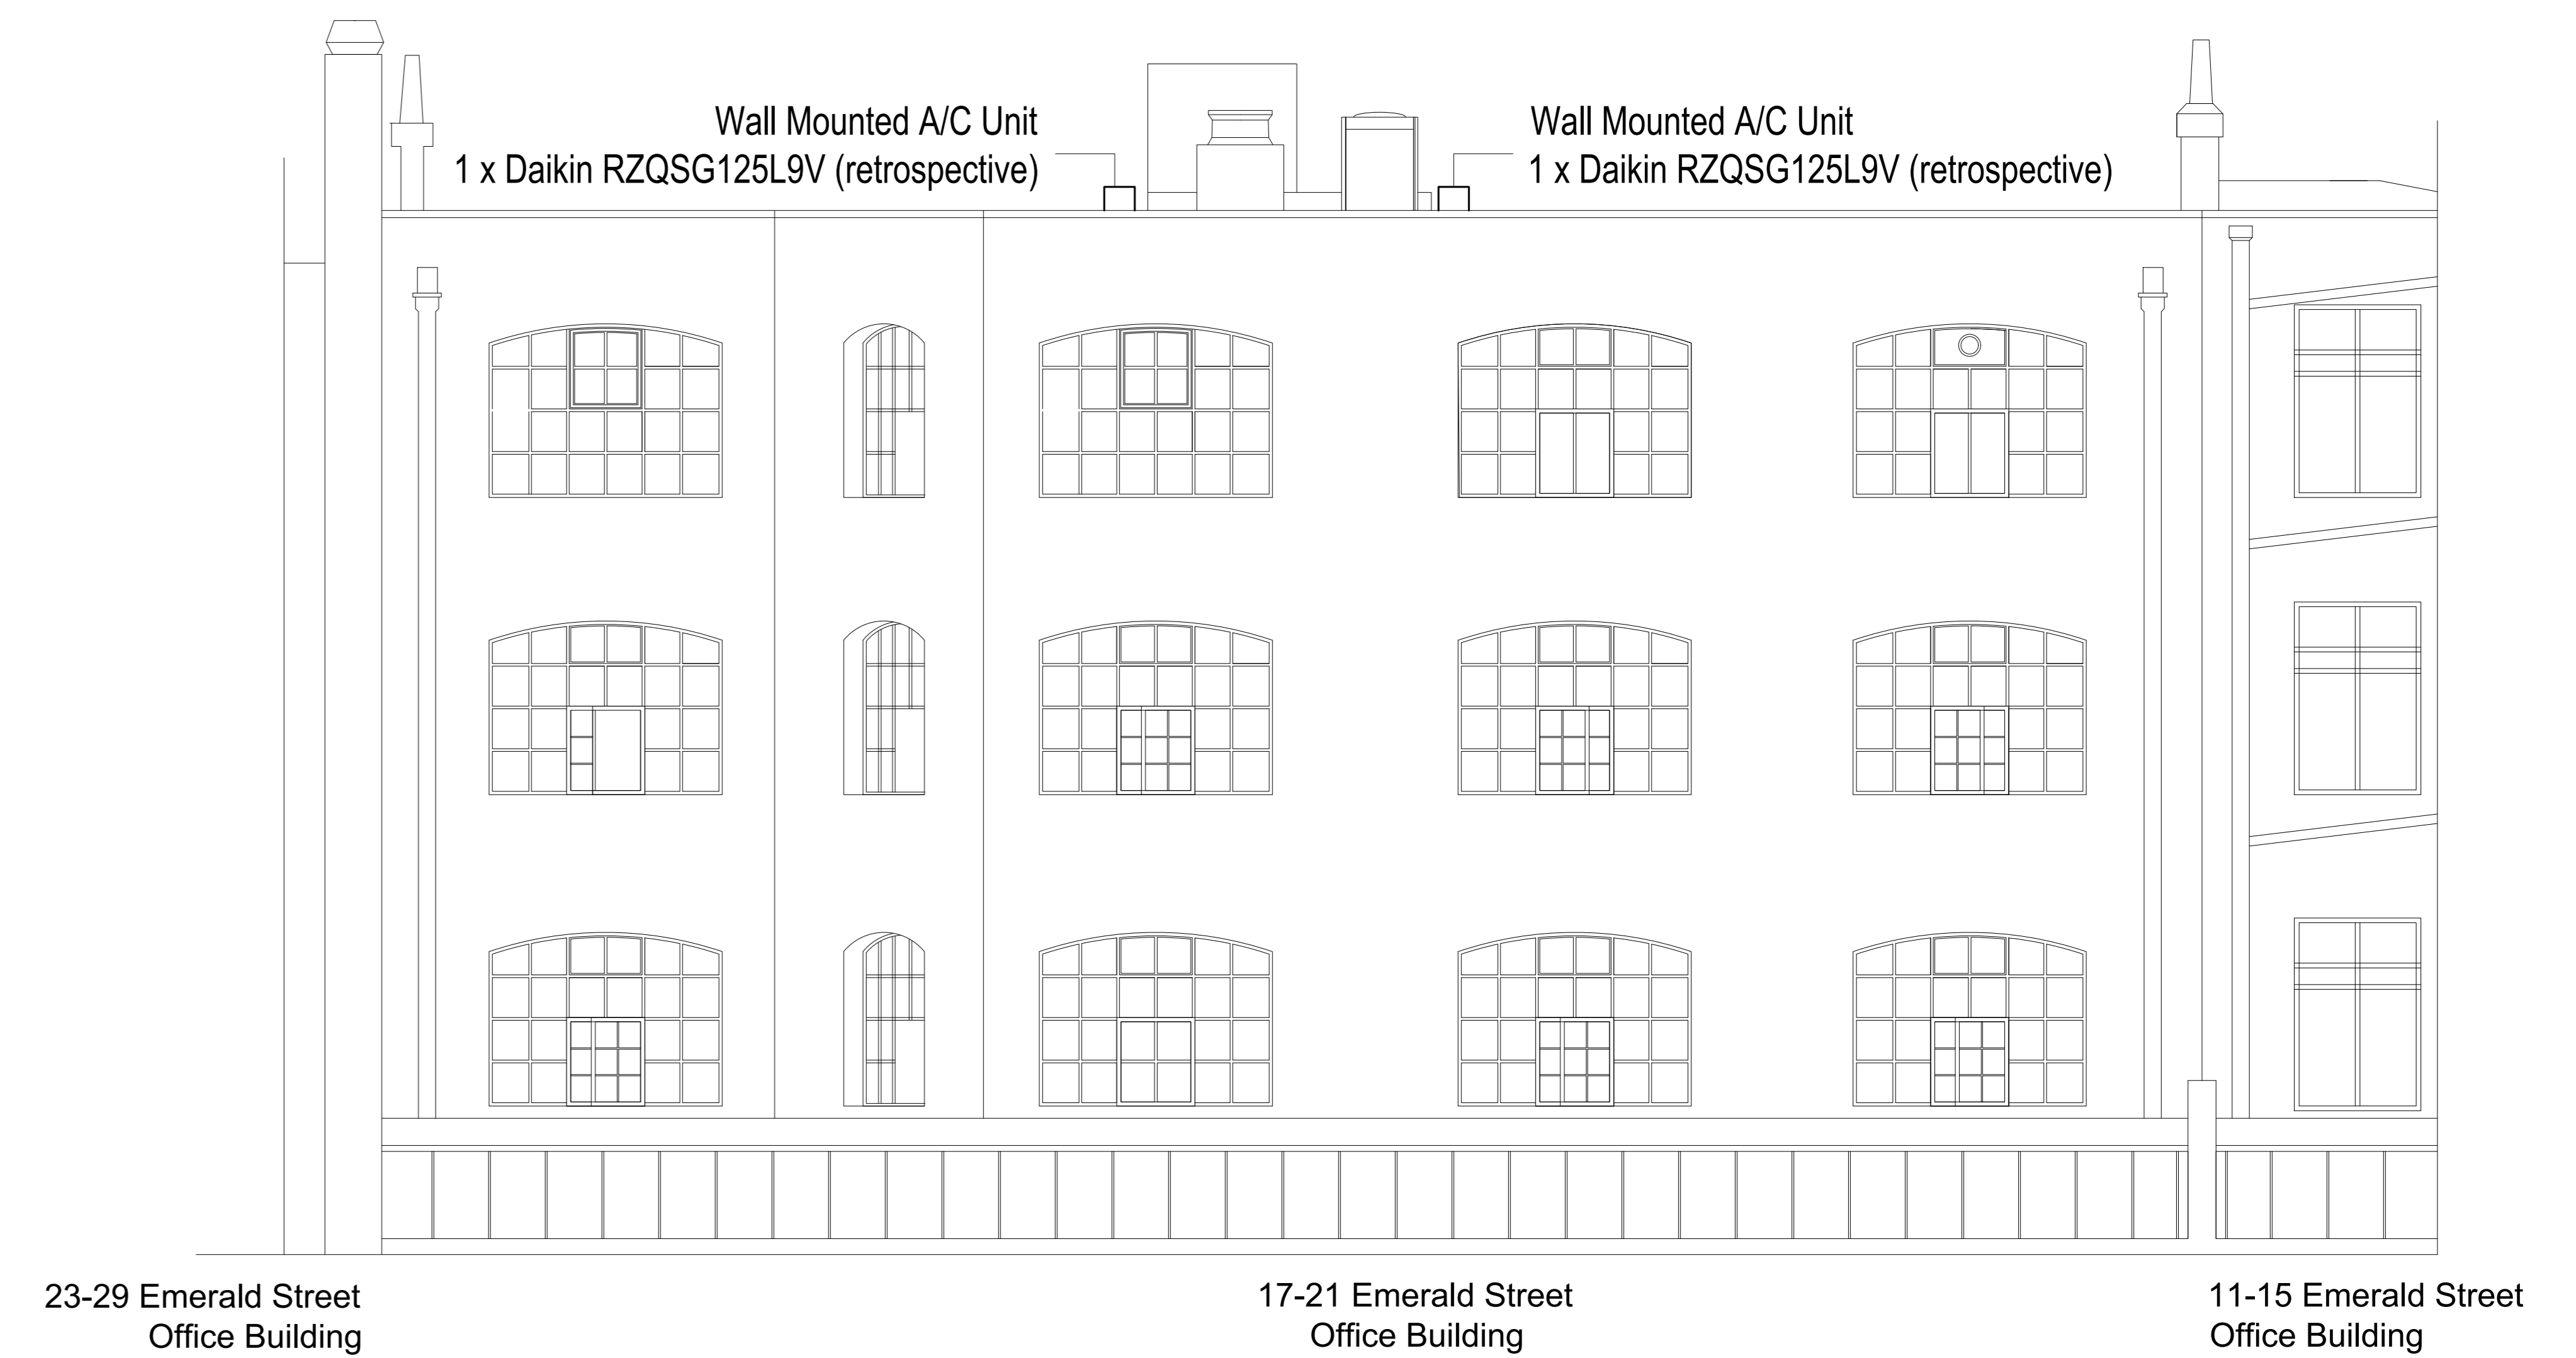 Wall Mounted A/C Unit
1 x Daikin RZQSG125L9V (retrospective)
Wall Mounted A/C Unit
1 x Daikin RZQSG125L9V (retrospective)
23-29 Emerald Street
Office Building
17-21 Emerald Street
Office Building
11-15 Emerald Street
Office Building